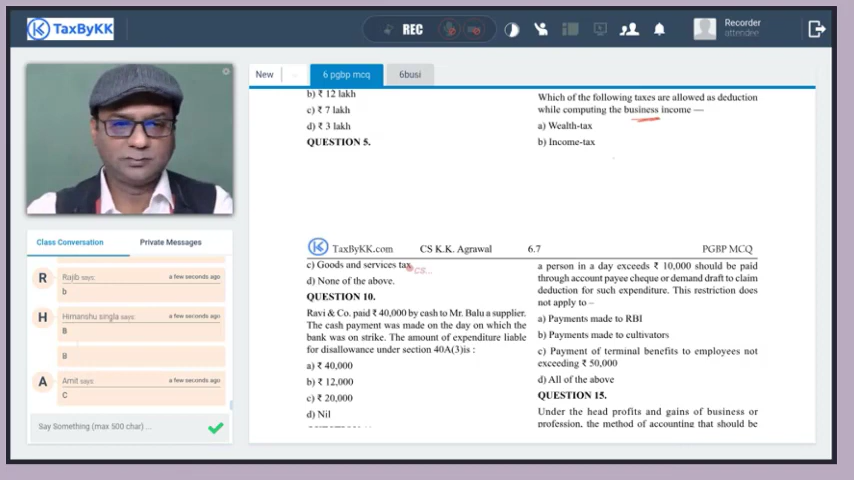 TaxByKK
REC
Recorder
attendee
Class Conversation
Private Messages
R
Rajib says:
a few seconds ago
b
H
Himanshu singla says:
a few seconds ago
B
B
A
Amit says:
a few seconds ago
C
Say Something (max 500 char) ...
New
6 pgbp mcq
6busi
b) ₹ 12 lakh
c) ₹ 7 lakh
d) ₹ 3 lakh
QUESTION 5.
Which of the following taxes are allowed as deduction
while computing the business income —
a) Wealth-tax
b) Income-tax
TaxByKK.com
CS K.K. Agrawal
6.7
PGBP MCQ
c) Goods and services tax
CS...
d) None of the above.
QUESTION 10.
Ravi & Co. paid ₹ 40,000 by cash to Mr. Balu a supplier.
The cash payment was made on the day on which the
bank was on strike. The amount of expenditure liable
for disallowance under section 40A(3)is :
a) ₹ 40,000
b) ₹ 12,000
c) ₹ 20,000
d) Nil
a person in a day exceeds ₹ 10,000 should be paid
through account payee cheque or demand draft to claim
deduction for such expenditure. This restriction does
not apply to –
a) Payments made to RBI
b) Payments made to cultivators
c) Payment of terminal benefits to employees not
exceeding ₹ 50,000
d) All of the above
QUESTION 15.
Under the head profits and gains of business or
profession, the method of accounting that should be